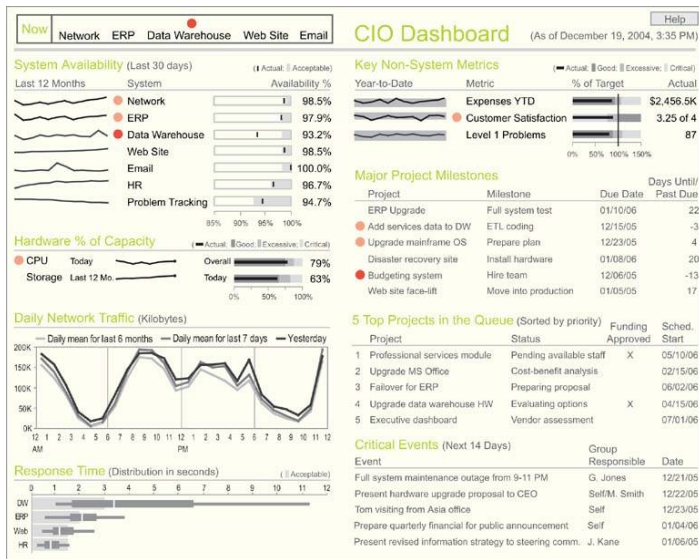 Now
Network ERP Data Warehouse Web Site Email
CIO Dashboard
Help
(As of December 19, 2004, 3:35 PM)
System Availability (Last 30 days)
( Actual; Acceptable)
Last 12 Months System Availability %
Network 98.5%
ERP 97.9%
Data Warehouse 93.2%
Web Site 98.5%
Email 100.0%
HR 96.7%
Problem Tracking 94.7%
85% 90% 95% 100%
Hardware % of Capacity
( Actual; Good; Excessive; Critical)
CPU Today Overall 79%
Storage Last 12 Mo. Today 63%
0% 50% 100%
Daily Network Traffic (Kilobytes)
Daily mean for last 6 months Daily mean for last 7 days Yesterday
200K
150K
100K
50K
0K
12 1 2 3 4 5 6 7 8 9 10 11 12 1 2 3 4 5 6 7 8 9 10 11 12
AM PM
Response Time (Distribution in seconds)
( Acceptable)
0 1 2 3 4 5 6 7 8 9 10 11 12
DW
ERP
Web
HR
Key Non-System Metrics
( Actual; Good; Excessive; Critical)
Year-to-Date Metric % of Target Actual
Expenses YTD $2,456.5K
Customer Satisfaction 3.25 of 4
Level 1 Problems 87
0% 50% 100% 150%
Major Project Milestones
Days Until/
Project Milestone Due Date Past Due
ERP Upgrade Full system test 01/10/06 22
Add services data to DW ETL coding 12/15/05 -3
Upgrade mainframe OS Prepare plan 12/23/05 4
Disaster recovery site Install hardware 01/08/06 20
Budgeting system Hire team 12/06/05 -13
Web site face-lift Move into production 01/05/05 17
5 Top Projects in the Queue (Sorted by priority)
Funding Sched.
Project Status Approved Start
1 Professional services module Pending available staff X 05/10/06
2 Upgrade MS Office Cost-benefit analysis 02/15/06
3 Failover for ERP Preparing proposal 06/02/06
4 Upgrade data warehouse HW Evaluating options X 04/15/06
5 Executive dashboard Vendor assessment 07/01/06
Critical Events (Next 14 Days)
Group
Event Responsible Date
Full system maintenance outage from 9-11 PM G. Jones 12/21/05
Present hardware upgrade proposal to CEO Self/M. Smith 12/22/05
Tom visiting from Asia office Self 12/23/05
Prepare quarterly financial for public announcement Self 01/04/06
Present revised information strategy to steering comm. J. Kane 01/06/05